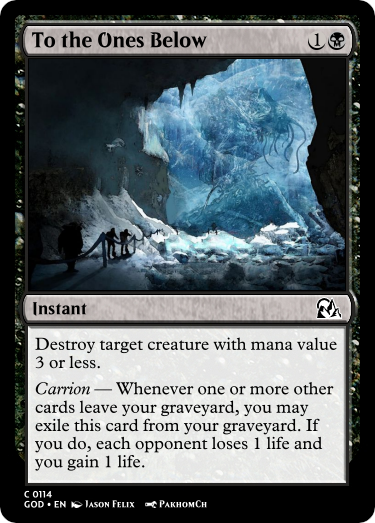 To the Ones Below 1
Instant
Destroy target creature with mana value
3 or less.
Carrion — Whenever one or more other
cards leave your graveyard, you may
exile this card from your graveyard. If
you do, each opponent loses 1 life and
you gain 1 life.
C 0114
GOD • EN Jason Felix PakhomCh